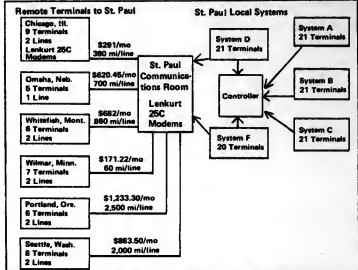 Remote Terminals to St. Paul
St. Paul Local Systems
Chicago, Ill.
9 Terminals
2 Lines
Lenkurt 25C
Modems
$291/mo
380 mi/line
Omaha, Neb.
5 Terminals
1 Line
$620.45/mo
700 mi/line
Whitefish, Mont.
6 Terminals
2 Lines
$682/mo
850 mi/line
Wilmar, Minn.
7 Terminals
2 Lines
$171.22/mo
60 mi/line
Portland, Ore.
6 Terminals
2 Lines
$1,233.30/mo
2,500 mi/line
Seattle, Wash.
8 Terminals
2 Lines
$883.50/mo
2,000 mi/line
St. Paul
Communica-
tions Room
Lenkurt
25C
Modems
System D
21 Terminals
System A
21 Terminals
System B
21 Terminals
Controller
System C
21 Terminals
System F
20 Terminals